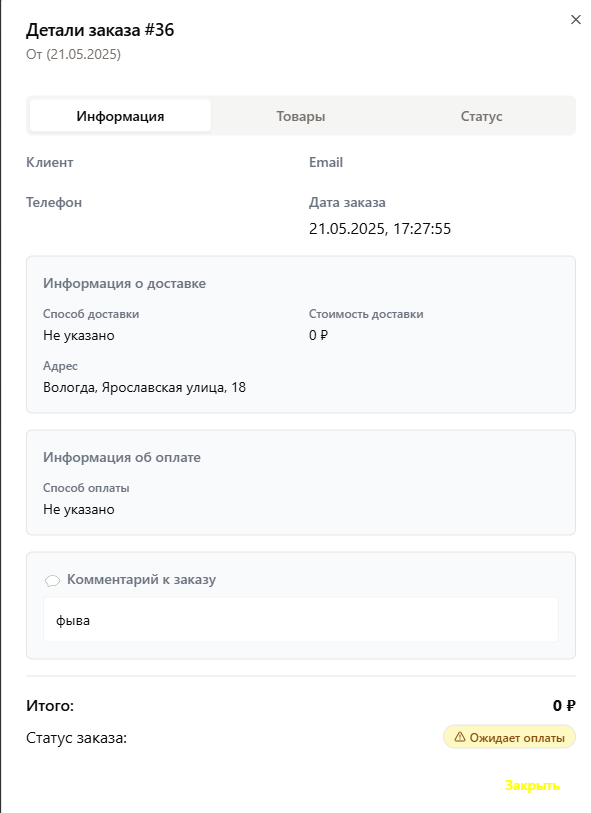 Детали заказа #36
От (21.05.2025)
Информация Товары Статус
Клиент Email
Телефон Дата заказа
21.05.2025, 17:27:55
Информация о доставке
Способ доставки Стоимость доставки
Не указано 0 ₽
Адрес
Вологда, Ярославская улица, 18
Информация об оплате
Способ оплаты
Не указано
Комментарий к заказу
фыва
Итого: 0 ₽
Статус заказа: Ожидает оплаты
Закрыть